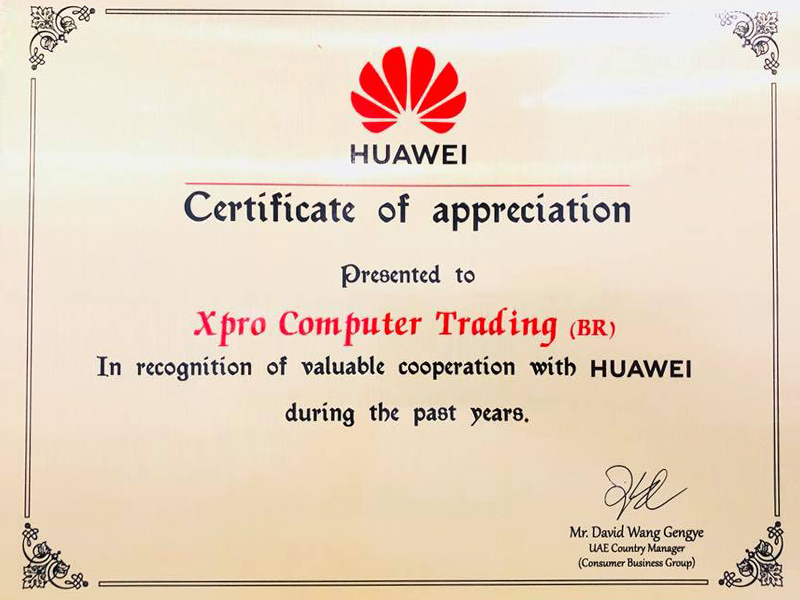 HUAWEI
Certificate of appreciation
Presented to
Xpro Computer Trading (BR)
In recognition of valuable cooperation with HUAWEI
during the past years.
Mr. David Wang Gengye
UAE Country Manager
(Consumer Business Group)